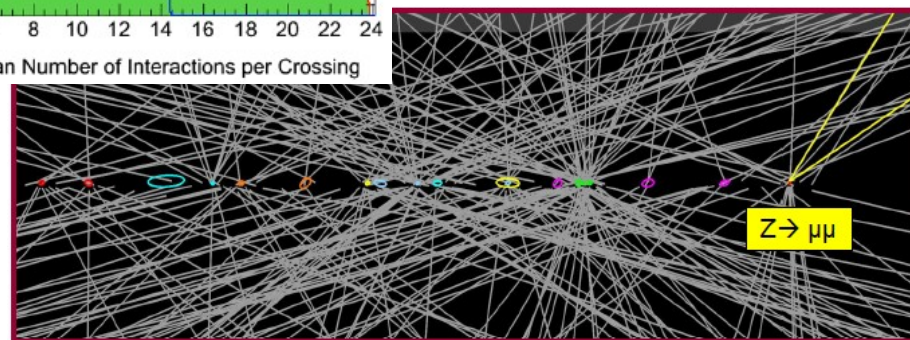 8 10 12 14 16 18 20 22 24
an Number of Interactions per Crossing
Z→ μμ